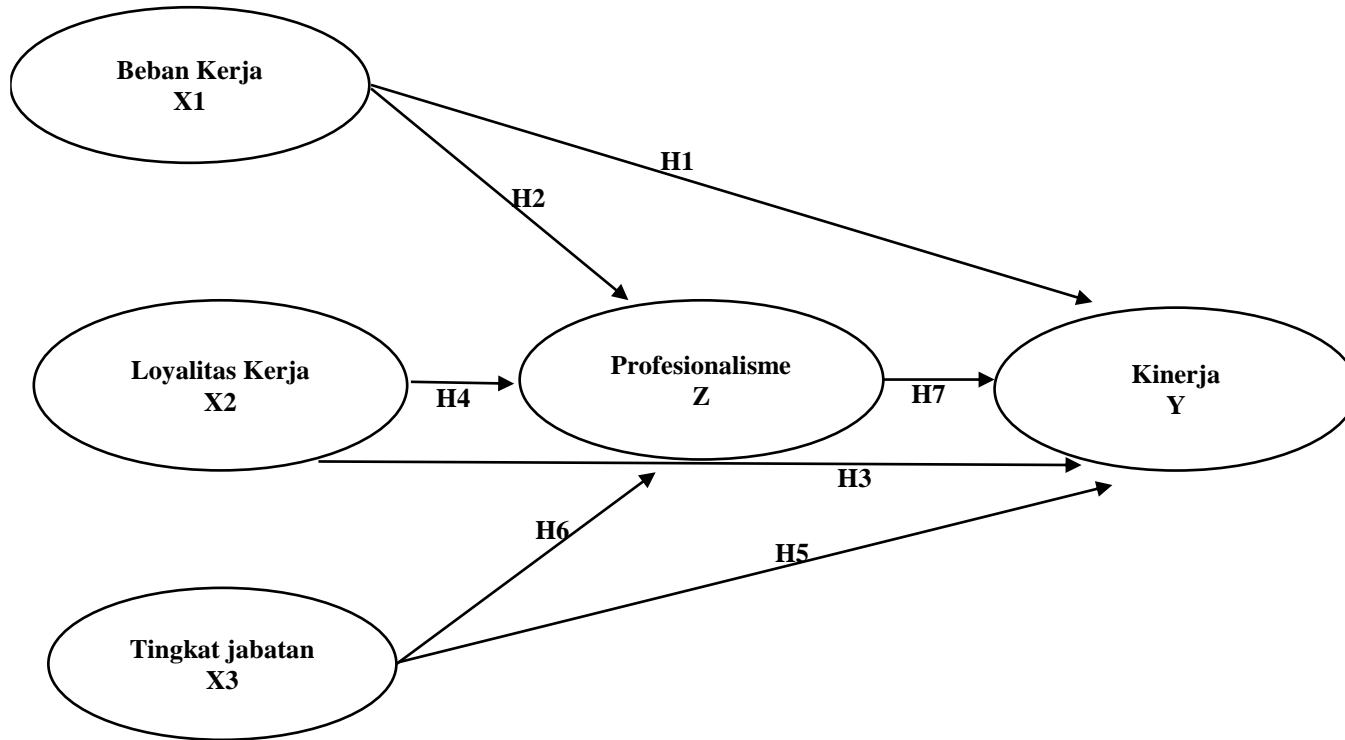 Beban Kerja
X1
H1
H2
Loyalitas Kerja
X2
H4
Profesionalisme
Z
H7
Kinerja
Y
H3
H6
H5
Tingkat jabatan
X3